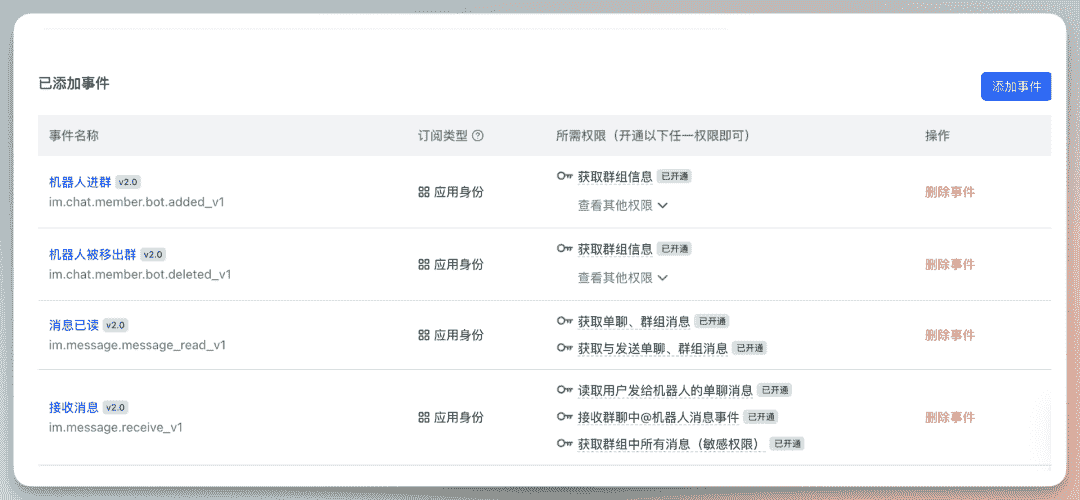 已添加事件
添加事件
事件名称 订阅类型 所需权限（开通以下任一权限即可） 操作
机器人进群 v2.0
im.chat.member.bot.added_v1
应用身份
获取群组信息 已开通
查看其他权限
删除事件
机器人被移出群 v2.0
im.chat.member.bot.deleted_v1
应用身份
获取群组信息 已开通
查看其他权限
删除事件
消息已读 v2.0
im.message.message_read_v1
应用身份
获取单聊、群组消息 已开通
获取与发送单聊、群组消息 已开通
删除事件
接收消息 v2.0
im.message.receive_v1
应用身份
读取用户发给机器人的单聊消息 已开通
接收群聊中@机器人消息事件 已开通
获取群组中所有消息（敏感权限） 已开通
删除事件